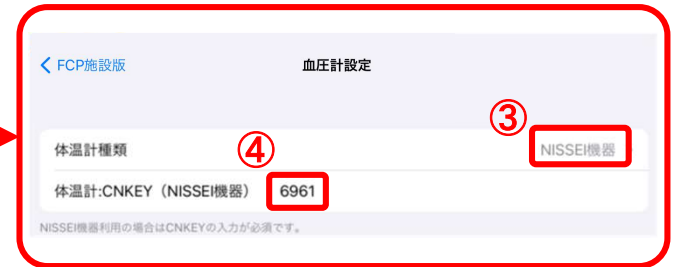 FCP施設版
血圧計設定
③
体温計種類
NISSEI機器
④
体温計:CNKEY（NISSEI機器）
6961
NISSEI機器利用の場合はCNKEYの入力が必須です。